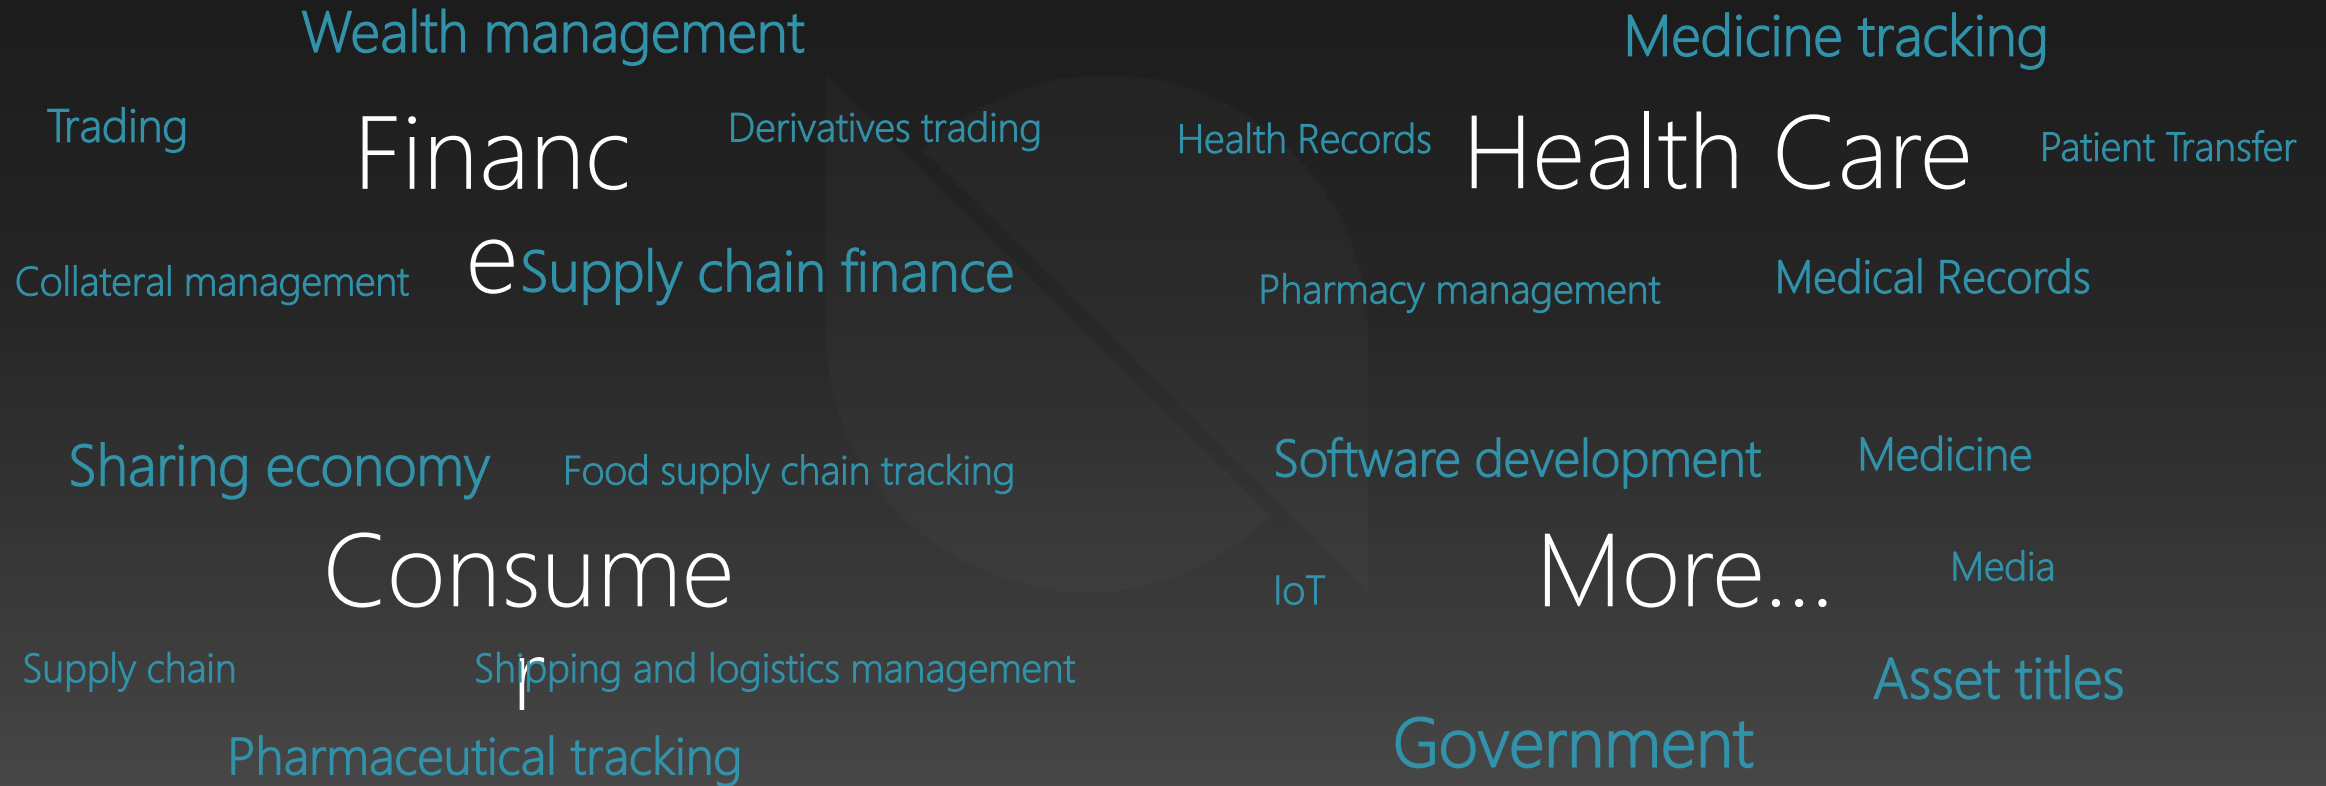 Wealth management
Trading
Financ
e
Derivatives trading
Collateral management
Supply chain finance
Medicine tracking
Health Records
Health Care
Patient Transfer
Pharmacy management
Medical Records
Sharing economy
Food supply chain tracking
Consume
r
Supply chain
Shipping and logistics management
Pharmaceutical tracking
Software development
Medicine
IoT
More...
Media
Asset titles
Government